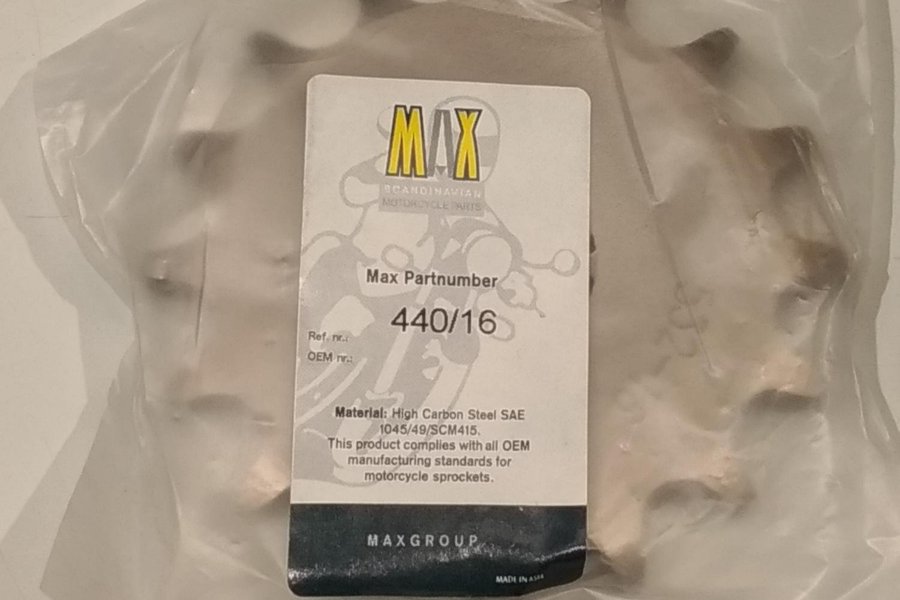 MAX
SCANDINAVIAN
MOTORCYCLE PARTS
Max Partnumber
440/16
Ref. nr.:
OEM nr.:
Material: High Carbon Steel SAE
1045/49/SCM415.
This product complies with all OEM
manufacturing standards for
motorcycle sprockets.
MAXGROUP
MADE IN ASIA